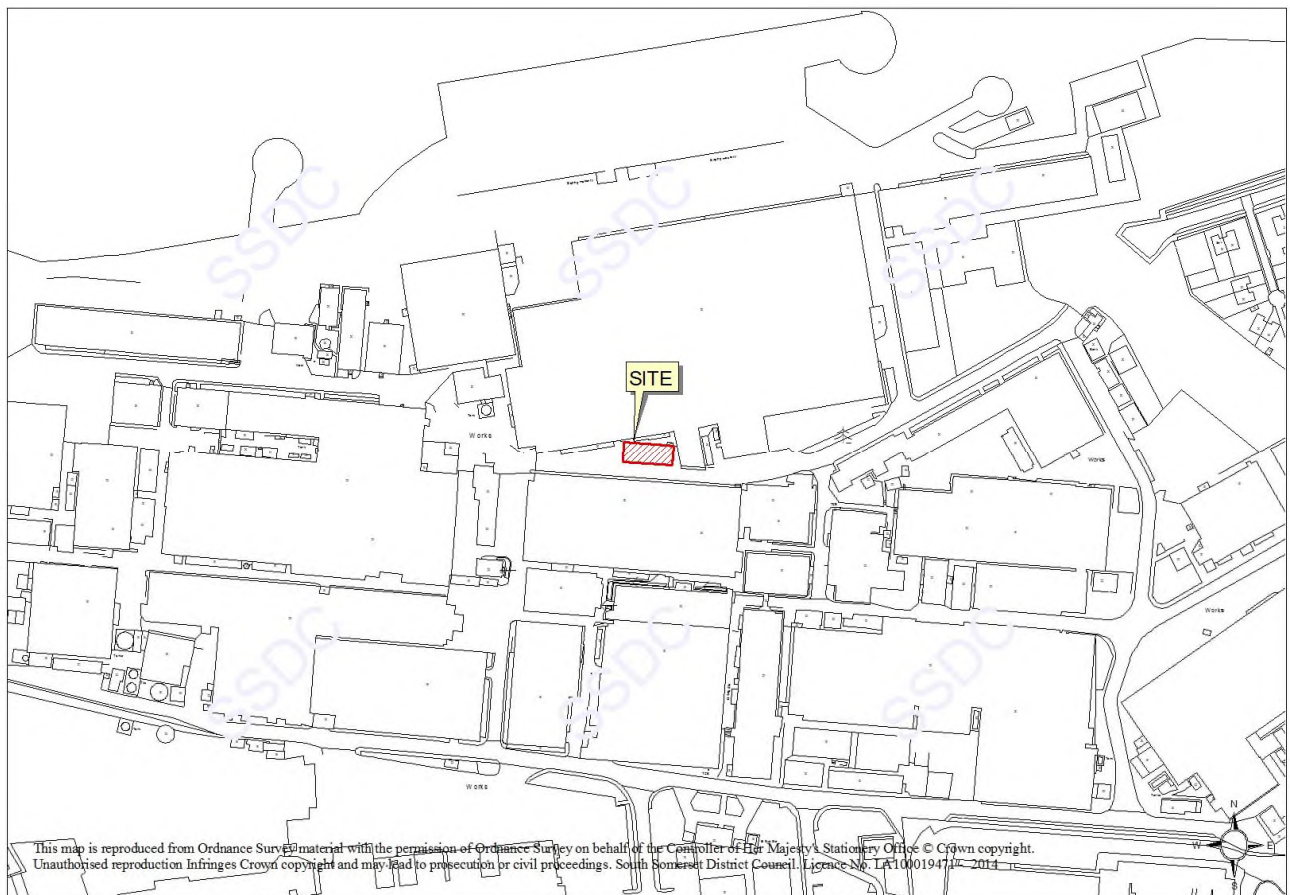 SSDC SSDC SSDC
SITE
Works
Works
Works
SSDC SSDC SSDC
Works
N
W E
S
This map is reproduced from Ordnance Survey material with the permission of Ordnance Survey on behalf of the Controller of Her Majesty's Stationery Office © Crown copyright.
Unauthorised reproduction Infringes Crown copyright and may lead to prosecution or civil proceedings. South Somerset District Council. Licence No. LA100019471 - 2014